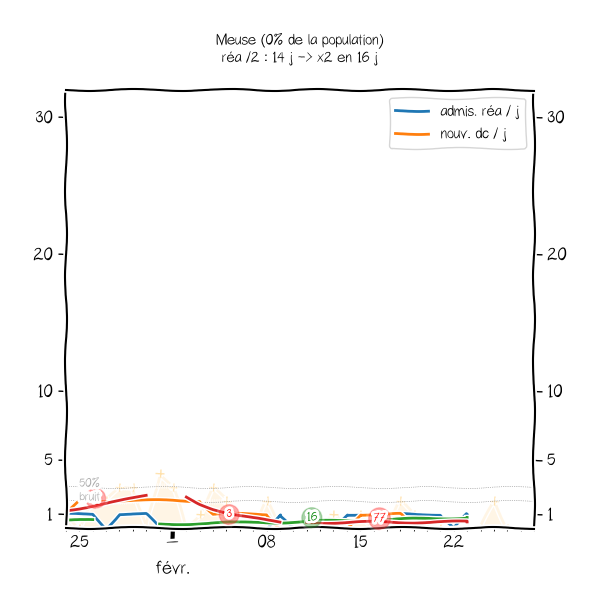 Meuse (0% de la population)
réa /2 : 14 j -> x2 en 16 j
admis. réa / j
nouv. dc / j
30 30
20 20
10 10
5 5
50%
bruit
3 16 77
1 1
25 1 08 15 22
févr.